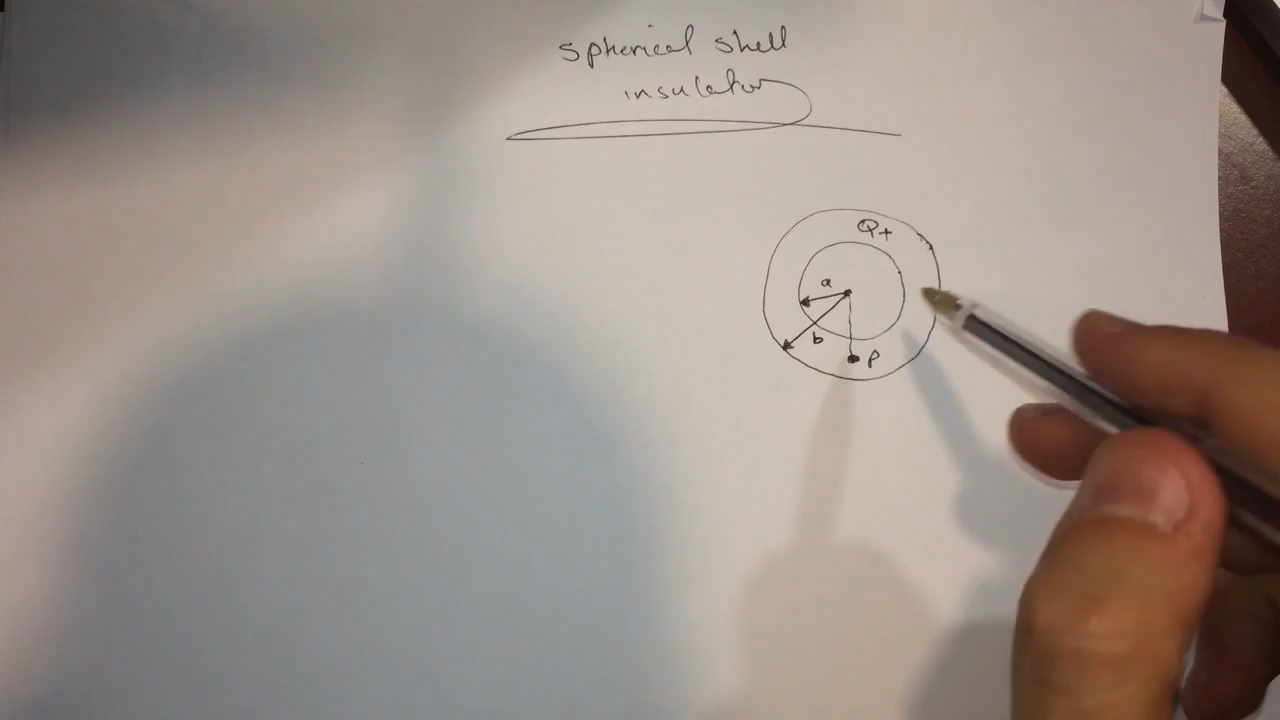 Spherical shell
insulator
Q+
a
b
P